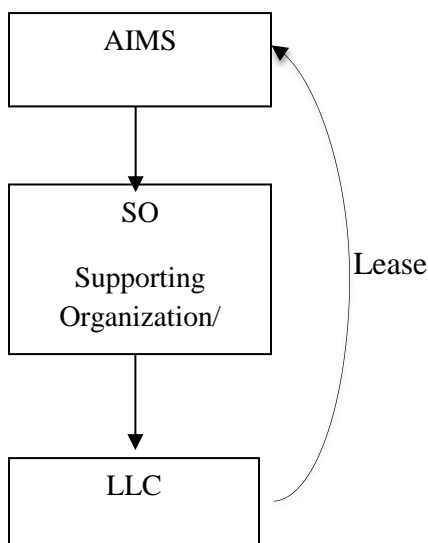 AIMS
SO
Supporting
Organization/
Lease
LLC